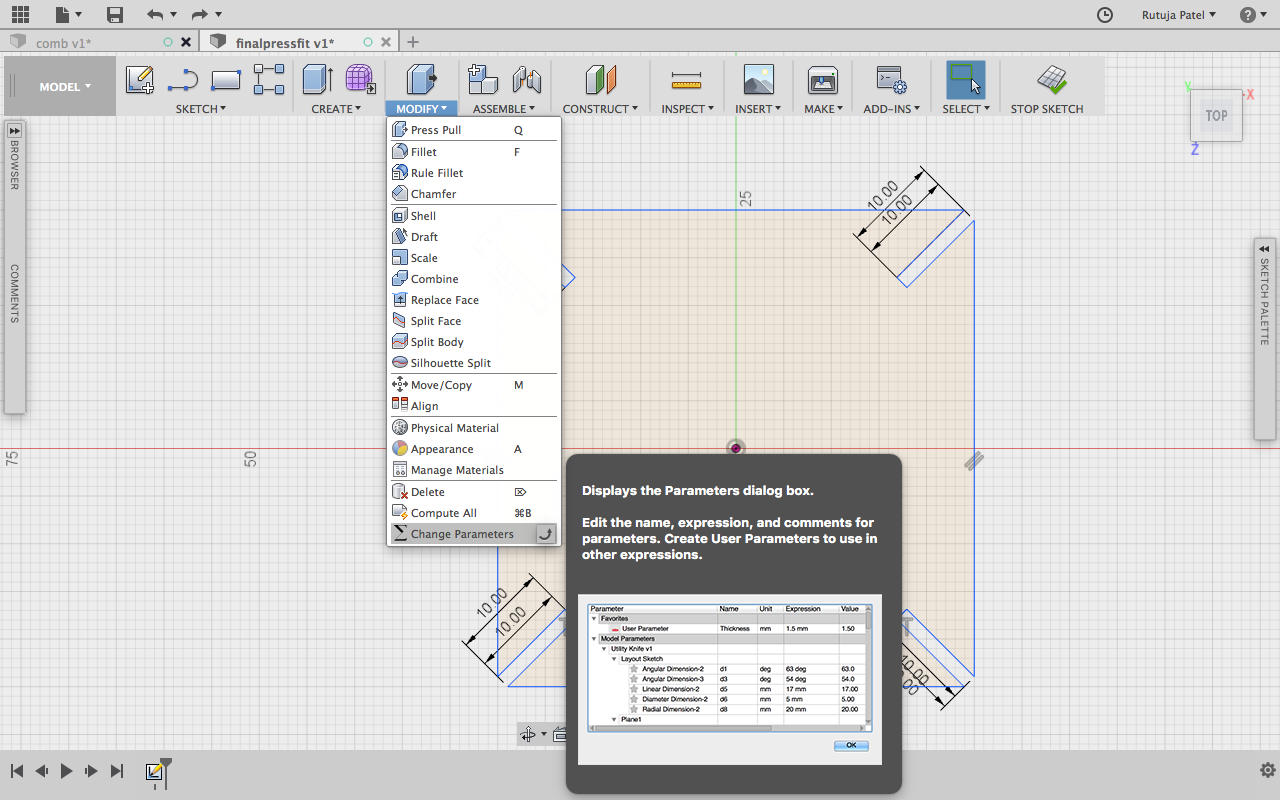 Rutuja Patel
comb v1*
finalpressfit v1*
MODEL
SKETCH
CREATE
MODIFY
ASSEMBLE
CONSTRUCT
INSPECT
INSERT
MAKE
ADD-INS
SELECT
STOP SKETCH
BROWSER
COMMENTS
SKETCH PALETTE
TOP
Y
X
Z
Press Pull Q
Fillet F
Rule Fillet
Chamfer
Shell
Draft
Scale
Combine
Replace Face
Split Face
Split Body
Silhouette Split
Move/Copy M
Align
Physical Material
Appearance A
Manage Materials
Delete ⌦
Compute All ⌘B
Change Parameters
25
10.00
10.00
75
50
10.00
10.00
10.00
Displays the Parameters dialog box.
Edit the name, expression, and comments for
parameters. Create User Parameters to use in
other expressions.
Parameter Name Unit Expression Value
Favorites
User Parameter Thickness mm 1.5 mm 1.50
Model Parameters
Utility Knife v1
Layout Sketch
Angular Dimension-2 d1 deg 63 deg 63.0
Angular Dimension-3 d3 deg 54 deg 54.0
Linear Dimension-2 d5 mm 17 mm 17.00
Diameter Dimension-2 d6 mm 5 mm 5.00
Radial Dimension-2 d8 mm 20 mm 20.00
Plane1
OK